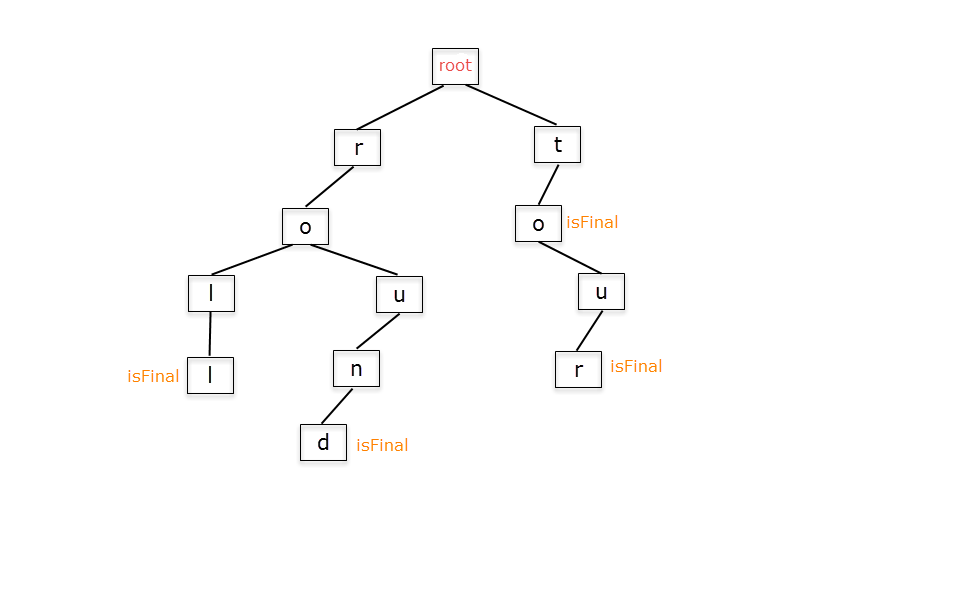 root
r
t
o
o isFinal
l
u
u
isFinal l
n
r isFinal
d isFinal